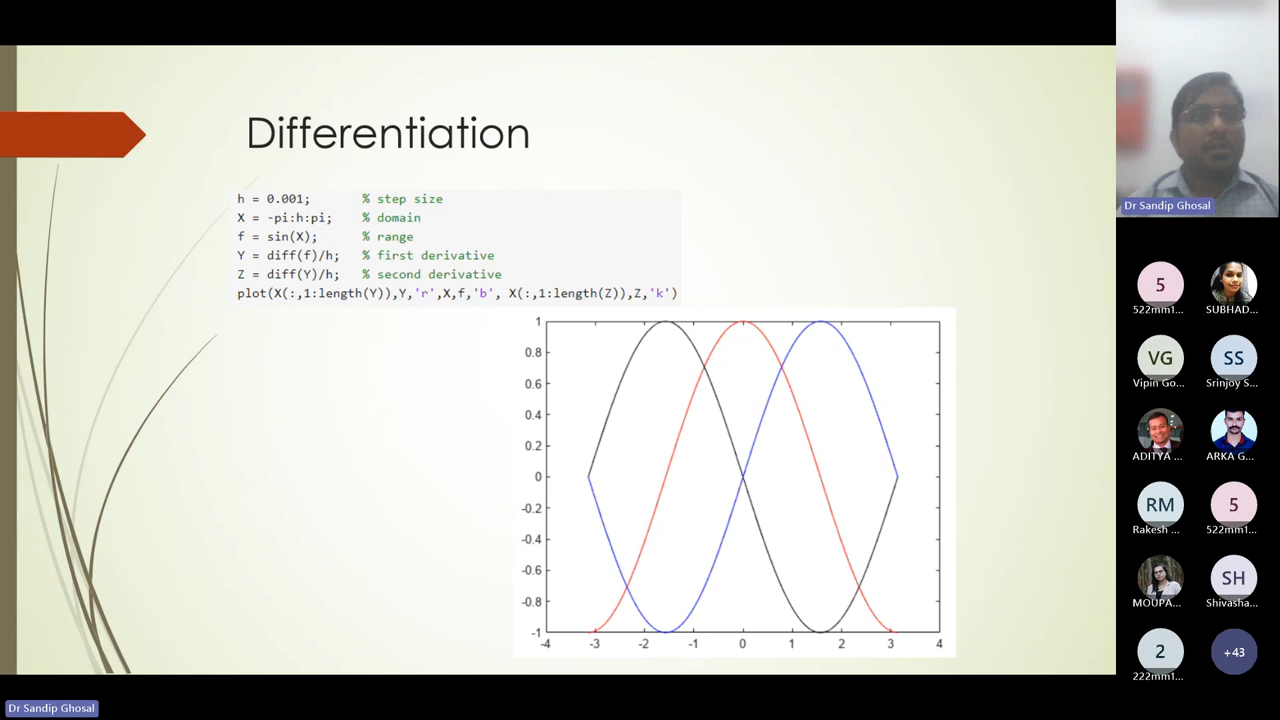 Differentiation
h = 0.001; % step size
X = -pi:h:pi; % domain
f = sin(X); % range
Y = diff(f)/h; % first derivative
Z = diff(Y)/h; % second derivative
plot(X(:,1:length(Y)),Y,'r',X,f,'b', X(:,1:length(Z)),Z,'k')
1
0.8
0.6
0.4
0.2
0
-0.2
-0.4
-0.6
-0.8
-1
-4 -3 -2 -1 0 1 2 3 4
Dr Sandip Ghosal
5
522mm1...
SUBHAD...
VG
Vipin Go...
SS
Srinjoy S...
ADITYA ...
ARKA G...
RM
Rakesh ...
5
522mm1...
MOUPA...
SH
Shivasha...
2
222mm1...
+43
Dr Sandip Ghosal